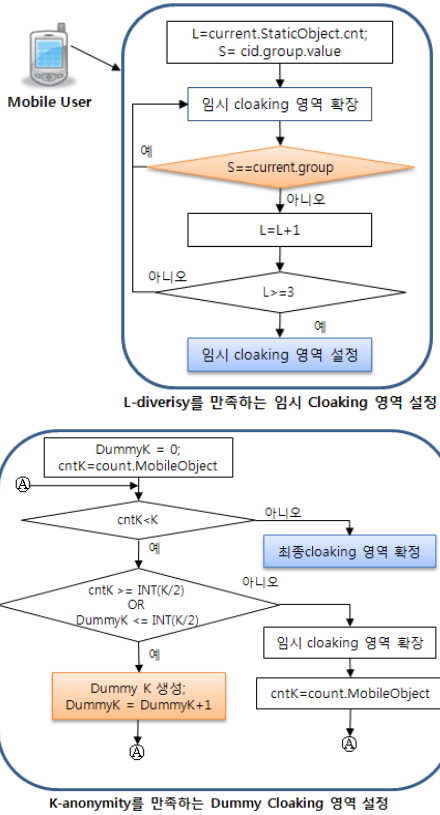 L=current.StaticObject.cnt;
S= cid.group.value
Mobile User
임시 cloaking 영역 확장
예
S==current.group
아니오
L=L+1
아니오
L>=3
예
임시 cloaking 영역 설정
L-diverisy를 만족하는 임시 Cloaking 영역 설정
DummyK = 0;
cntK=count.MobileObject
Ⓐ
cntK<K
아니오
최종cloaking 영역 확정
예
cntK >= INT(K/2)
OR
DummyK <= INT(K/2)
아니오
임시 cloaking 영역 확장
예
Dummy K 생성;
DummyK = DummyK+1
cntK=count.MobileObject
Ⓐ
Ⓐ
K-anonymity를 만족하는 Dummy Cloaking 영역 설정